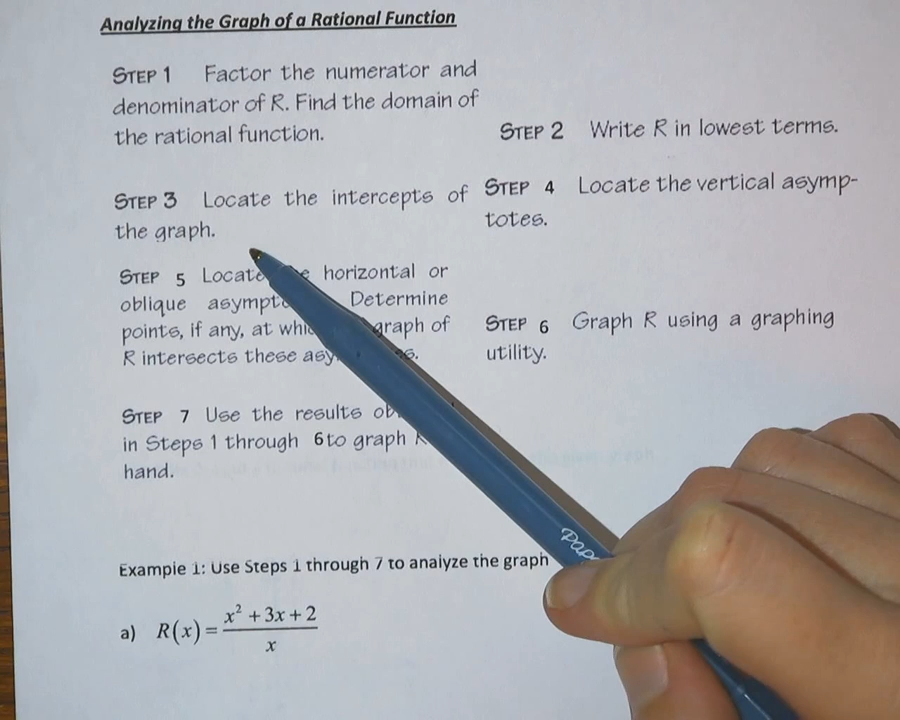 Analyzing the Graph of a Rational Function
STEP 1 Factor the numerator and
denominator of R. Find the domain of
the rational function.
STEP 2 Write R in lowest terms.
STEP 3 Locate the intercepts of
the graph.
STEP 4 Locate the vertical asymp-
totes.
STEP 5 Locate horizontal or
oblique Determine
points, if any, at graph of
R intersects these
STEP 6 Graph R using a graphing
utility.
STEP 7 Use the results
in Steps 1 through 6 to graph
hand.
Example 1: Use Steps 1 through 7 to analyze the graph
a) R(x) = (x² + 3x + 2) / x